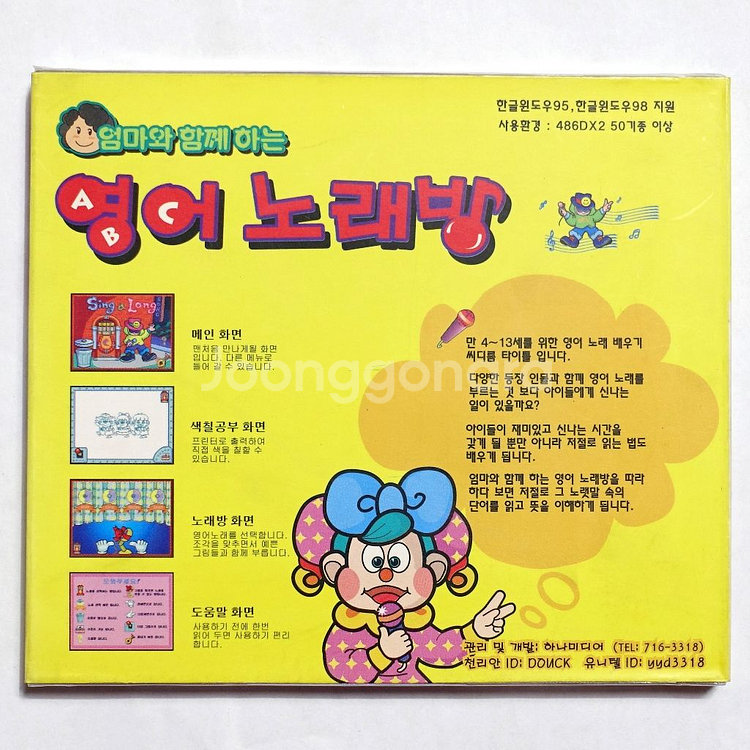 한글윈도우95,한글윈도우98 지원
사용환경 : 486DX2 50기종 이상
엄마와 함께 하는
영어 노래방
A B C
Sing a Long
메인 화면
맨처음 만나게될 화면
입니다. 다른 메뉴로
들어 갈 수 있습니다.
색칠공부 화면
프린터로 출력하여
직접 색을 칠할 수
있습니다.
노래방 화면
영어노래를 선택합니다.
조각을 맞추면서 예쁜
그림들과 함께 부릅니다.
도움말 화면
사용하기 전에 한번
읽어 두면 사용하기 편리
합니다.
만 4~13세를 위한 영어 노래 배우기
씨디롬 타이틀 입니다.
다양한 등장 인물과 함께 영어 노래를
부르는 것 보다 아이들에게 신나는
일이 있을까요?
아이들이 재미있고 신나는 시간을
갖게 될 뿐만 아니라 저절로 읽는 법도
배우게 됩니다.
엄마와 함께 하는 영어 노래방을 따라
하다 보면 저절로 그 노랫말 속의
단어를 읽고 뜻을 이해하게 됩니다.
관리 및 개발: 하나미디어 (TEL: 716-3318)
천리안 ID: DOUCK 유니텔 ID: yyd3318
Joonggonara